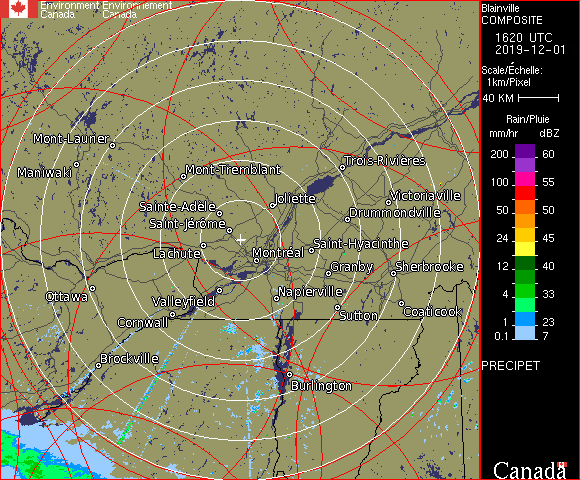 Environment Environnement
Canada Canada
Blainville
COMPOSITE
1620 UTC
2019-12-01
Scale/Échelle:
1km/Pixel
40 KM
Rain/Pluie
mm/hr dBZ
200 60
100 55
50 50
24 45
12 40
4 33
1 23
0.1 7
PRECIPET
Mont-Laurier
Maniwaki
Mont-Tremblant
Trois-Rivières
Joliette
Victoriaville
Sainte-Adèle
Drummondville
Saint-Jérôme
Lachute
Montréal
Saint-Hyacinthe
Granby
Sherbrooke
Ottawa
Valleyfield
Napierville
Cornwall
Sutton
Coaticook
Brockville
Burlington
Canada